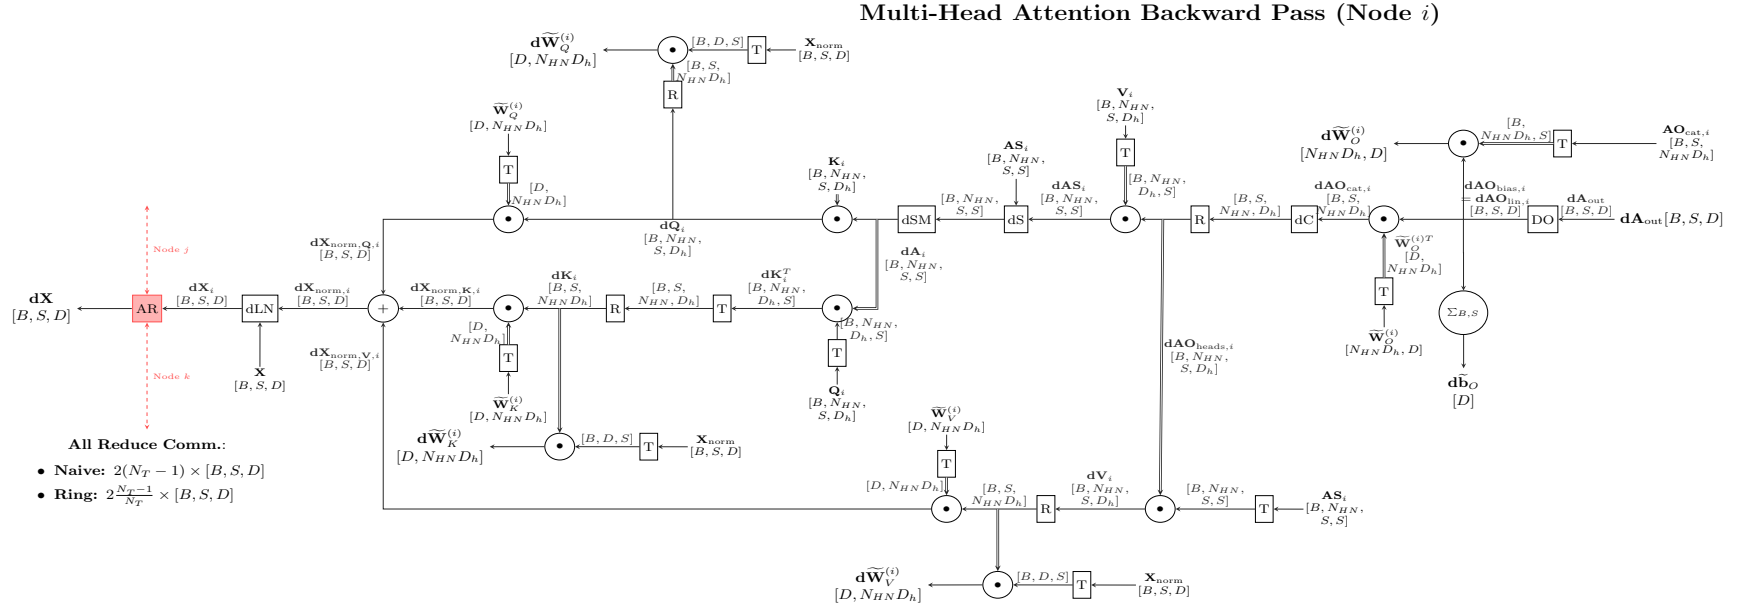 Multi-Head Attention Backward Pass (Node i)
dW̃_Q^(i)
[D, N_HN D_h]
[B, D, S]
T
X_norm
[B, S, D]
[B, S,
N_HN D_h]
R
W̃_Q^(i)
[D, N_HN D_h]
T
[D,
N_HN D_h]
K_i
[B, N_HN,
S, D_h]
AS_i
[B, N_HN,
S, S]
V_i
[B, N_HN,
S, D_h]
T
[B, N_HN,
D_h, S]
dW̃_O^(i)
[N_HN D_h, D]
[B,
N_HN D_h, S]
T
AO_cat,i
[B, S,
N_HN D_h]
dX_norm,Q,i
[B, S, D]
dQ_i
[B, N_HN,
S, D_h]
dSM
[B, N_HN,
S, S]
dS
dAS_i
[B, N_HN,
S, S]
R
[B, S,
N_HN, D_h]
dC
dAO_cat,i
[B, S,
N_HN D_h]
dAO_bias,i
= dAO_lin,i
[B, S, D]
DO
dA_out
[B, S, D]
dA_out [B, S, D]
dA_i
[B, N_HN,
S, S]
W̃_O^(i)T
[D,
N_HN D_h]
T
W̃_O^(i)
[N_HN D_h, D]
Σ_B,S
db̃_O
[D]
Node j
dX
[B, S, D]
AR
dX_i
[B, S, D]
dLN
dX_norm,i
[B, S, D]
+
dX_norm,K,i
[B, S, D]
dK_i
[B, S,
N_HN D_h]
R
[B, S,
N_HN, D_h]
T
dK_i^T
[B, N_HN,
D_h, S]
[B, N_HN,
D_h, S]
T
Q_i
[B, N_HN,
S, D_h]
[D,
N_HN D_h]
T
W̃_K^(i)
[D, N_HN D_h]
X
[B, S, D]
dX_norm,V,i
[B, S, D]
Node k
dAO_heads,i
[B, N_HN,
S, D_h]
dW̃_K^(i)
[D, N_HN D_h]
[B, D, S]
T
X_norm
[B, S, D]
W̃_V^(i)
[D, N_HN D_h]
T
[D, N_HN D_h]
[B, S,
N_HN D_h]
R
dV_i
[B, N_HN,
S, D_h]
[B, N_HN,
S, S]
T
AS_i
[B, N_HN,
S, S]
dW̃_V^(i)
[D, N_HN D_h]
[B, D, S]
T
X_norm
[B, S, D]
All Reduce Comm.:
• Naive: 2(N_T − 1) × [B, S, D]
• Ring: 2 (N_T−1)/N_T × [B, S, D]